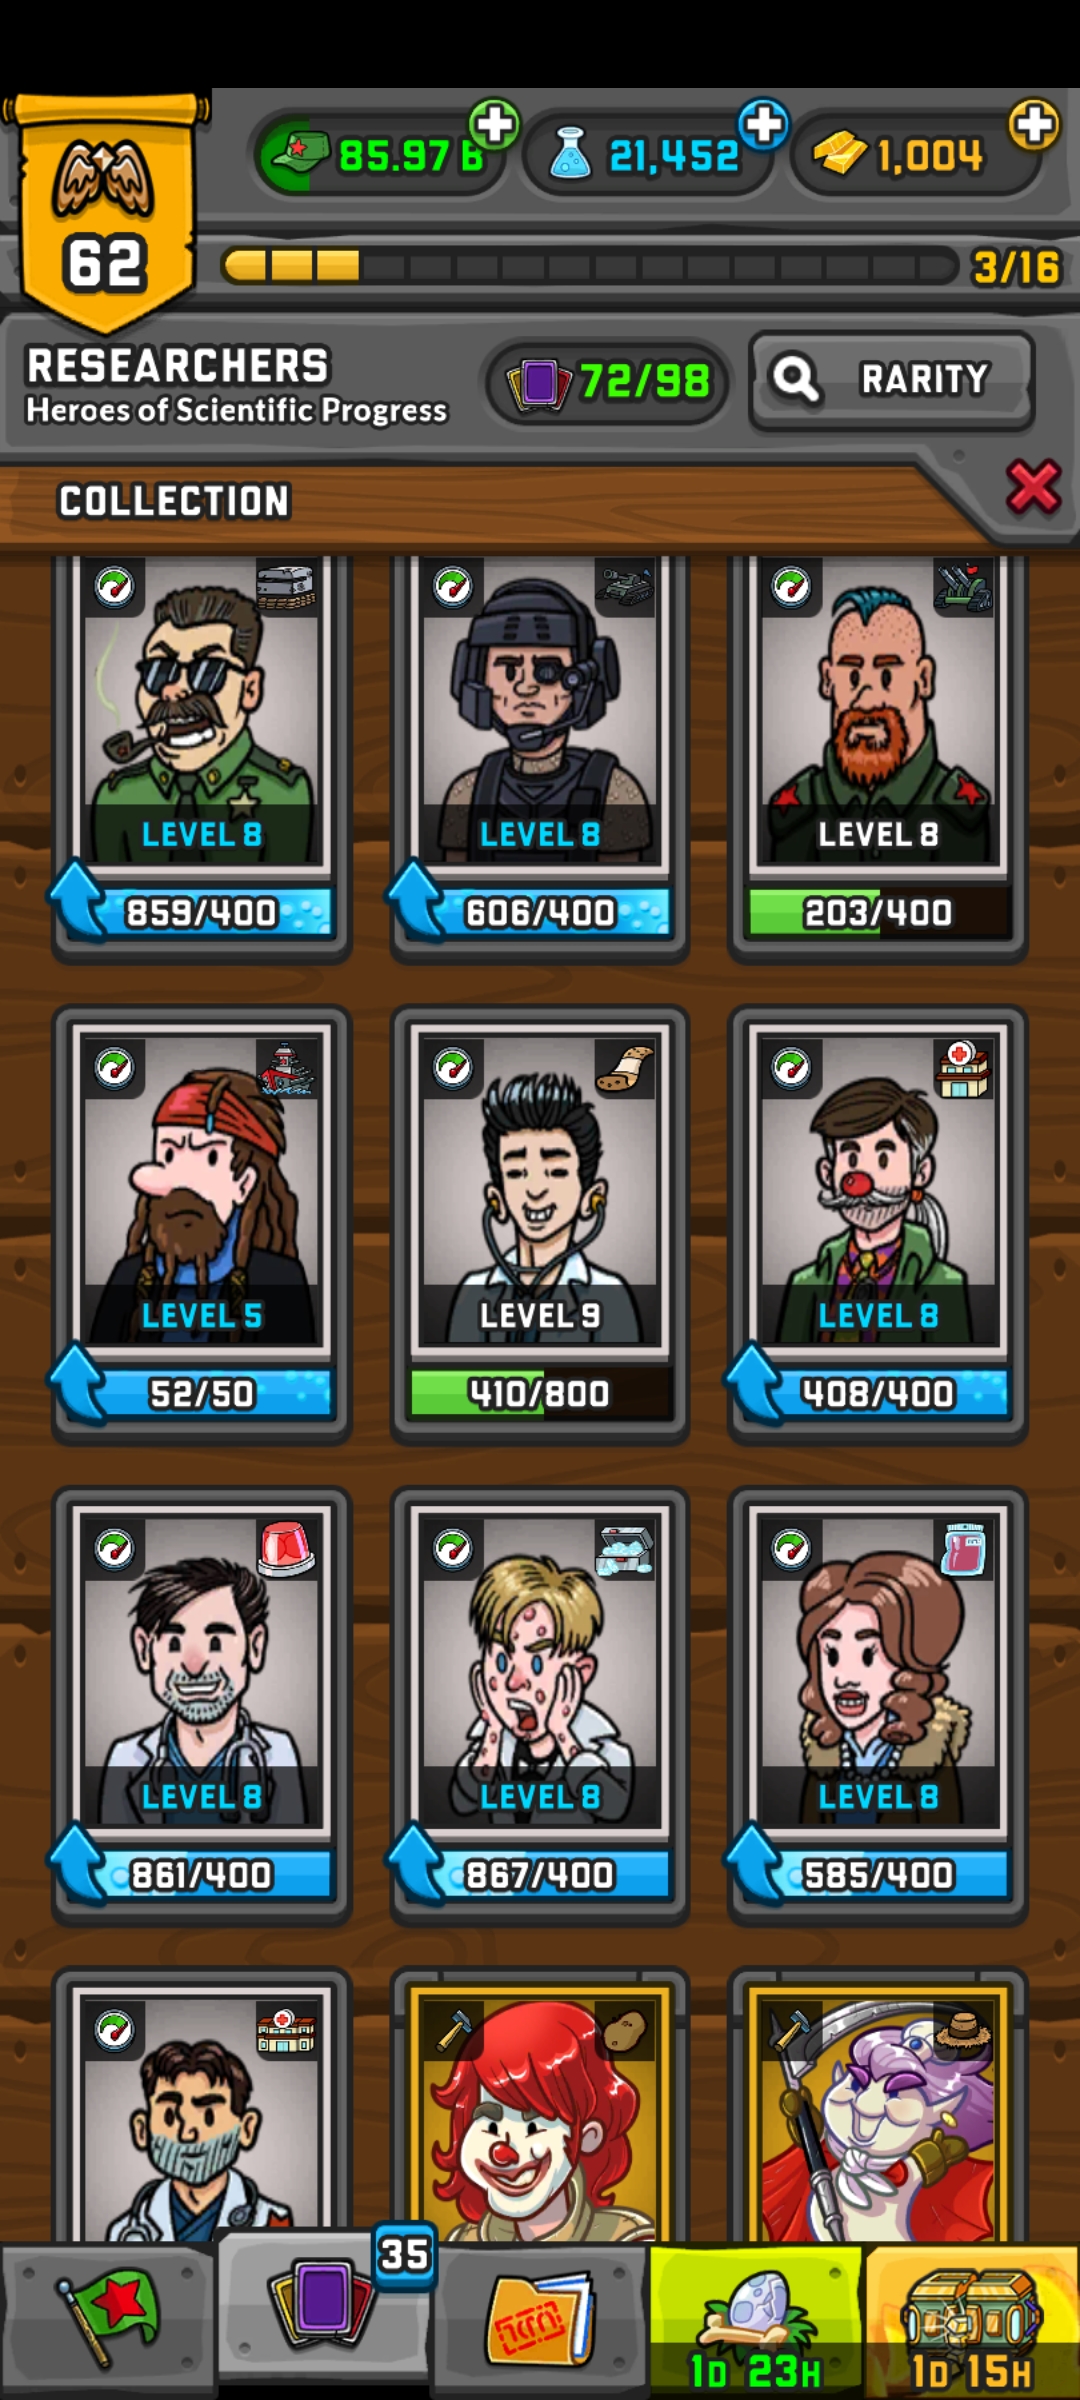 85.97 B
21,452
1,004
62
3/16
RESEARCHERS
Heroes of Scientific Progress
72/98
RARITY
COLLECTION
LEVEL 8
LEVEL 8
LEVEL 8
859/400
606/400
203/400
LEVEL 5
LEVEL 9
LEVEL 8
52/50
410/800
408/400
LEVEL 8
LEVEL 8
LEVEL 8
861/400
867/400
585/400
35
1D 23H
1D 15H